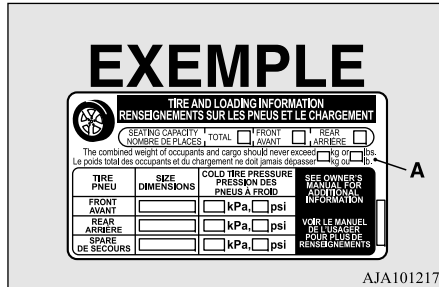 EXEMPLE
TIRE AND LOADING INFORMATION
RENSEIGNEMENTS SUR LES PNEUS ET LE CHARGEMENT
SEATING CAPACITY
NOMBRE DE PLACES
TOTAL
FRONT
AVANT
REAR
ARRIÈRE
The combined weight of occupants and cargo should never exceed kg or lbs.
Le poids total des occupants et du chargement ne doit jamais dépasser kg ou lb.
A
TIRE
PNEU
SIZE
DIMENSIONS
COLD TIRE PRESSURE
PRESSION DES
PNEUS À FROID
SEE OWNER'S
MANUAL FOR
ADDITIONAL
INFORMATION
FRONT
AVANT
kPa, psi
REAR
ARRIÈRE
kPa, psi
SPARE
DE SECOURS
kPa, psi
VOIR LE MANUEL
DE L'USAGER
POUR PLUS DE
RENSEIGNEMENTS
AJA101217